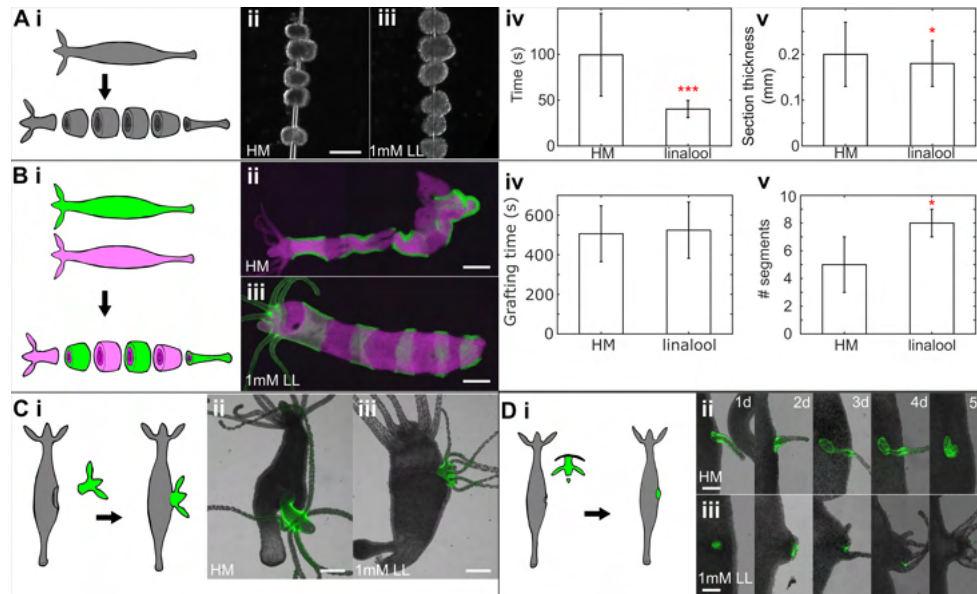 A i
ii
HM
iii
1mM LL
iv
Time (s)
100
50
0
***
HM
linalool
v
Section thickness (mm)
0.2
0.1
0
*
HM
linalool
B i
ii
HM
iii
1mM LL
iv
Grafting time (s)
600
400
200
0
HM
linalool
v
# segments
10
8
6
4
2
0
*
HM
linalool
C i
ii
HM
iii
1mM LL
D i
ii
1d
2d
3d
4d
5
HM
iii
1mM LL